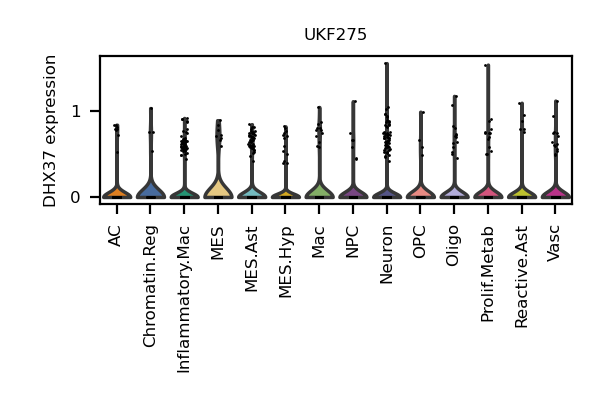 UKF275
DHX37 expression
1
0
AC
Chromatin.Reg
Inflammatory.Mac
MES
MES.Ast
MES.Hyp
Mac
NPC
Neuron
OPC
Oligo
Prolif.Metab
Reactive.Ast
Vasc